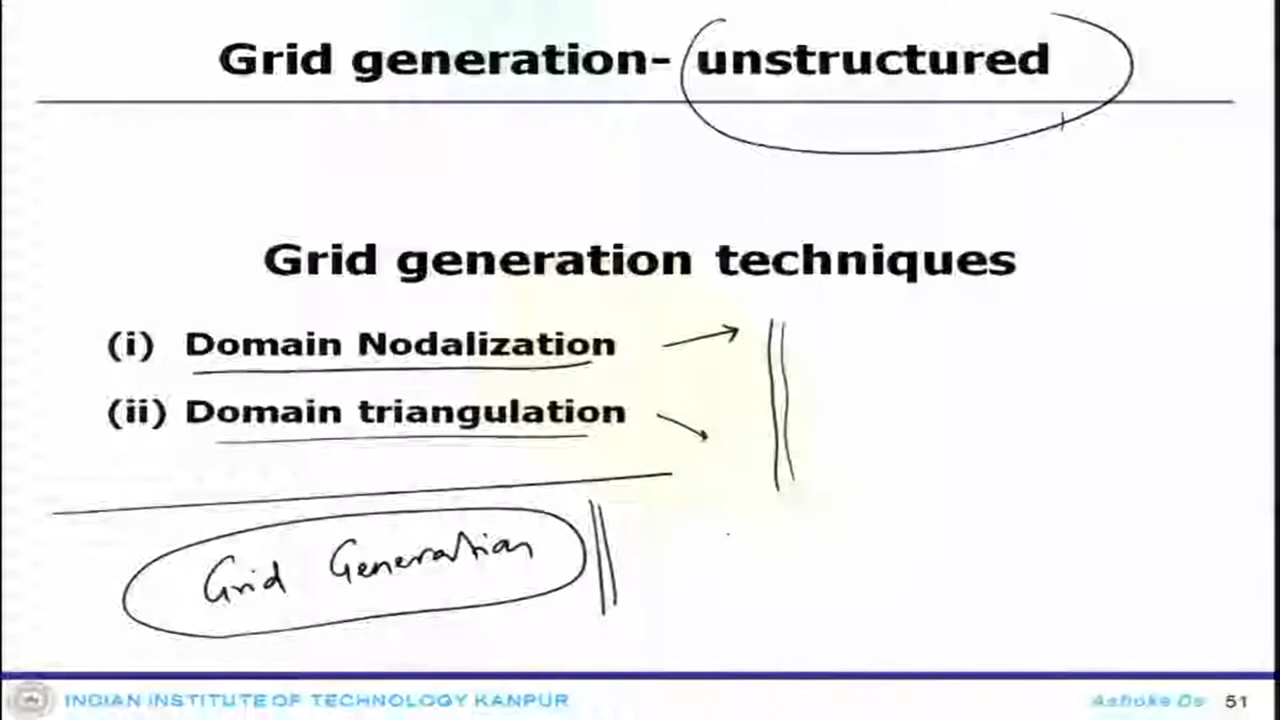 Grid generation- unstructured
Grid generation techniques
(i) Domain Nodalization
(ii) Domain triangulation
Grid Generation
INDIAN INSTITUTE OF TECHNOLOGY KANPUR
Ashoke De 51